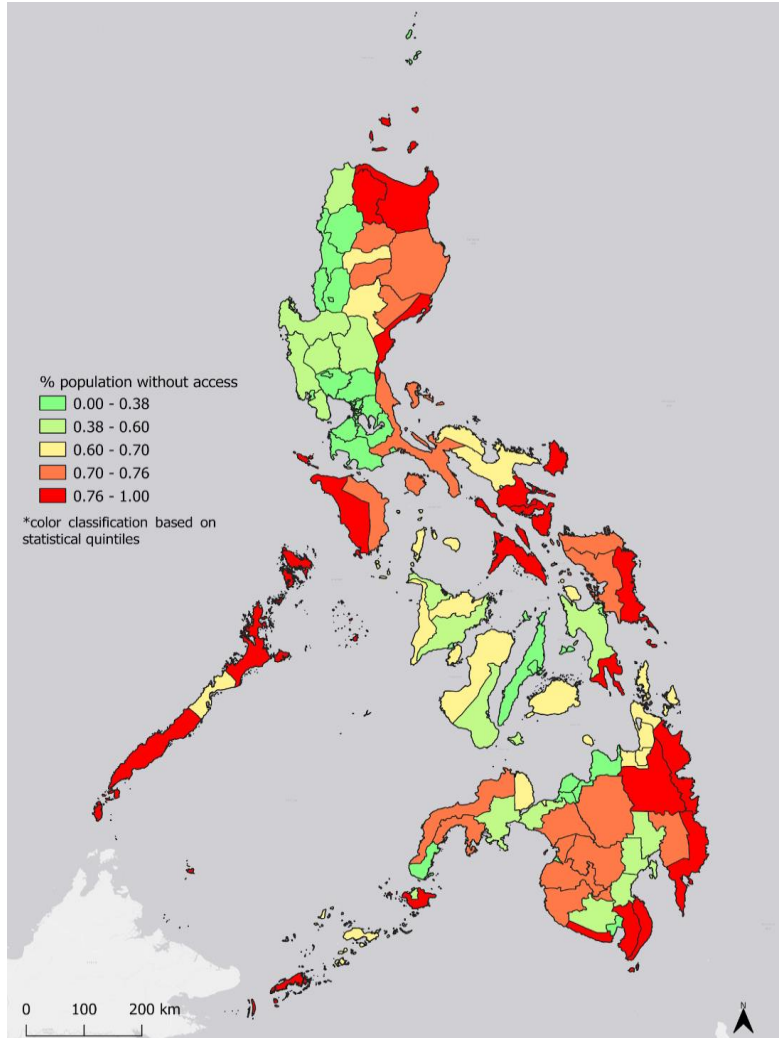 % population without access
0.00 - 0.38
0.38 - 0.60
0.60 - 0.70
0.70 - 0.76
0.76 - 1.00
*color classification based on
statistical quintiles
0 100 200 km
N